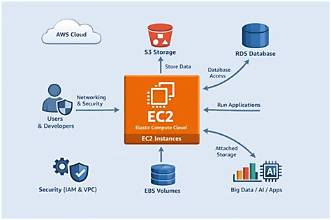 AWS Cloud
S3 Storage
RDS Database
Store Data
Database
Access
Networking
& Security
EC2
Elastic Compute Cloud
EC2 Instances
Run Applications
Users
& Developers
Attached
Storage
AI
Security (IAM & VPC)
EBS Volumes
Big Data / AI / Apps